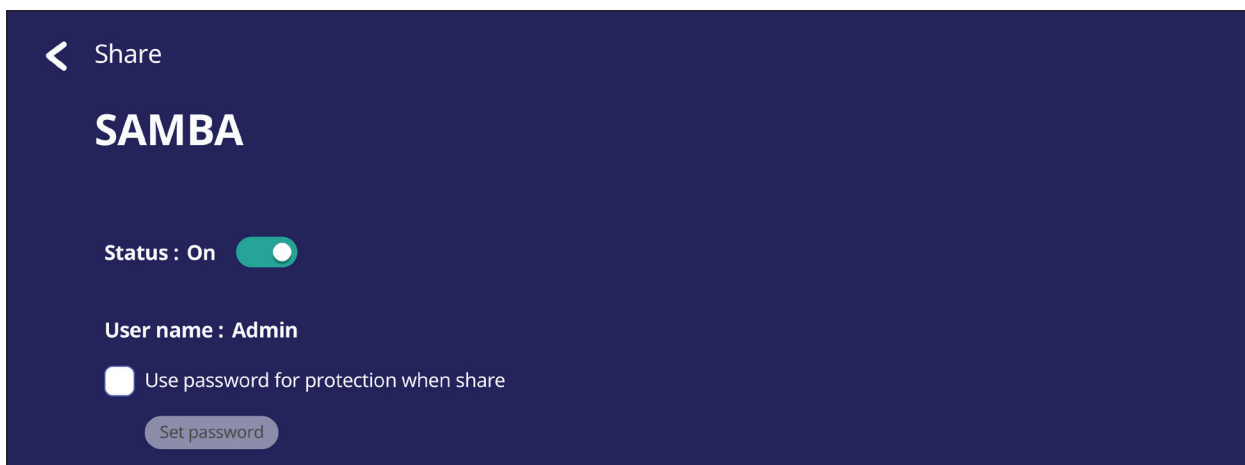 Share
SAMBA
Status : On
User name : Admin
Use password for protection when share
Set password